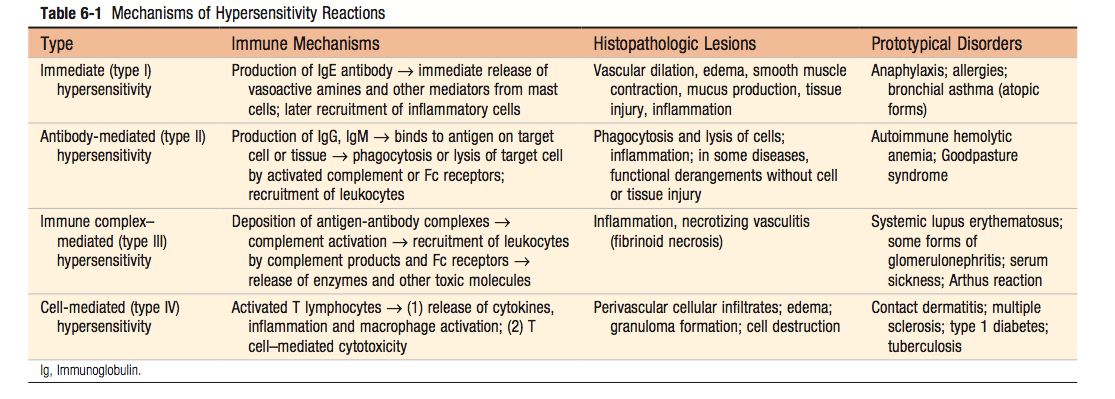 Table 6-1 Mechanisms of Hypersensitivity Reactions
Type Immune Mechanisms Histopathologic Lesions Prototypical Disorders
Immediate (type I)
hypersensitivity
Production of IgE antibody → immediate release of
vasoactive amines and other mediators from mast
cells; later recruitment of inflammatory cells
Vascular dilation, edema, smooth muscle
contraction, mucus production, tissue
injury, inflammation
Anaphylaxis; allergies;
bronchial asthma (atopic
forms)
Antibody-mediated (type II)
hypersensitivity
Production of IgG, IgM → binds to antigen on target
cell or tissue → phagocytosis or lysis of target cell
by activated complement or Fc receptors;
recruitment of leukocytes
Phagocytosis and lysis of cells;
inflammation; in some diseases,
functional derangements without cell
or tissue injury
Autoimmune hemolytic
anemia; Goodpasture
syndrome
Immune complex–
mediated (type III)
hypersensitivity
Deposition of antigen-antibody complexes →
complement activation → recruitment of leukocytes
by complement products and Fc receptors →
release of enzymes and other toxic molecules
Inflammation, necrotizing vasculitis
(fibrinoid necrosis)
Systemic lupus erythematosus;
some forms of
glomerulonephritis; serum
sickness; Arthus reaction
Cell-mediated (type IV)
hypersensitivity
Activated T lymphocytes → (1) release of cytokines,
inflammation and macrophage activation; (2) T
cell–mediated cytotoxicity
Perivascular cellular infiltrates; edema;
granuloma formation; cell destruction
Contact dermatitis; multiple
sclerosis; type 1 diabetes;
tuberculosis
Ig, Immunoglobulin.